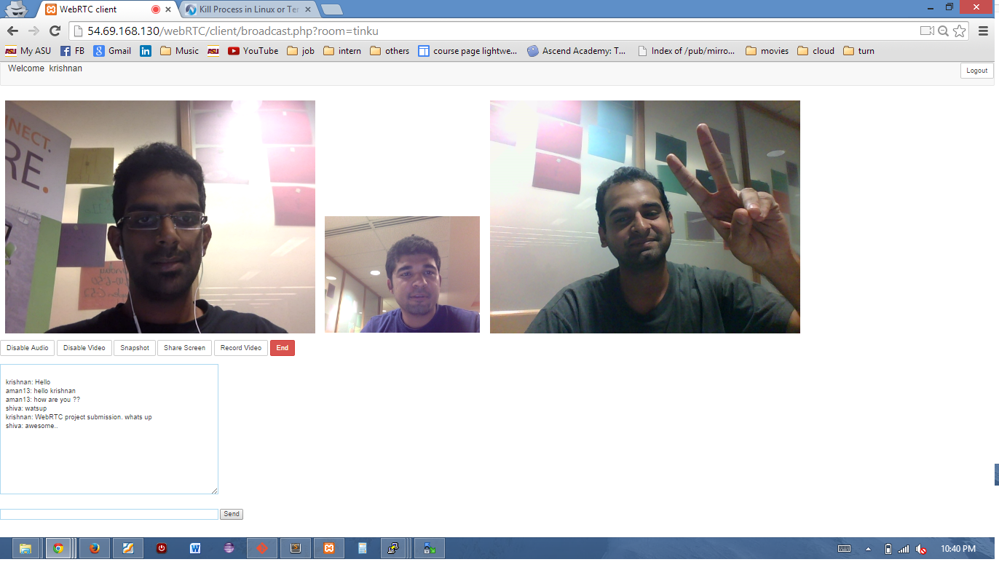 WebRTC client
Kill Process in Linux or Ter
54.69.168.130/webRTC/client/broadcast.php?room=tinku
My ASU
FB
Gmail
Music
YouTube
job
intern
others
course page lightwe...
Ascend Academy: T...
Index of /pub/mirro...
movies
cloud
turn
Welcome krishnan
Logout
NNECT.
RE.
Disable Audio
Disable Video
Snapshot
Share Screen
Record Video
End
krishnan: Hello
aman13: hello krishnan
aman13: how are you ??
shiva: watsup
krishnan: WebRTC project submission. whats up
shiva: awesome..
Send
10:40 PM